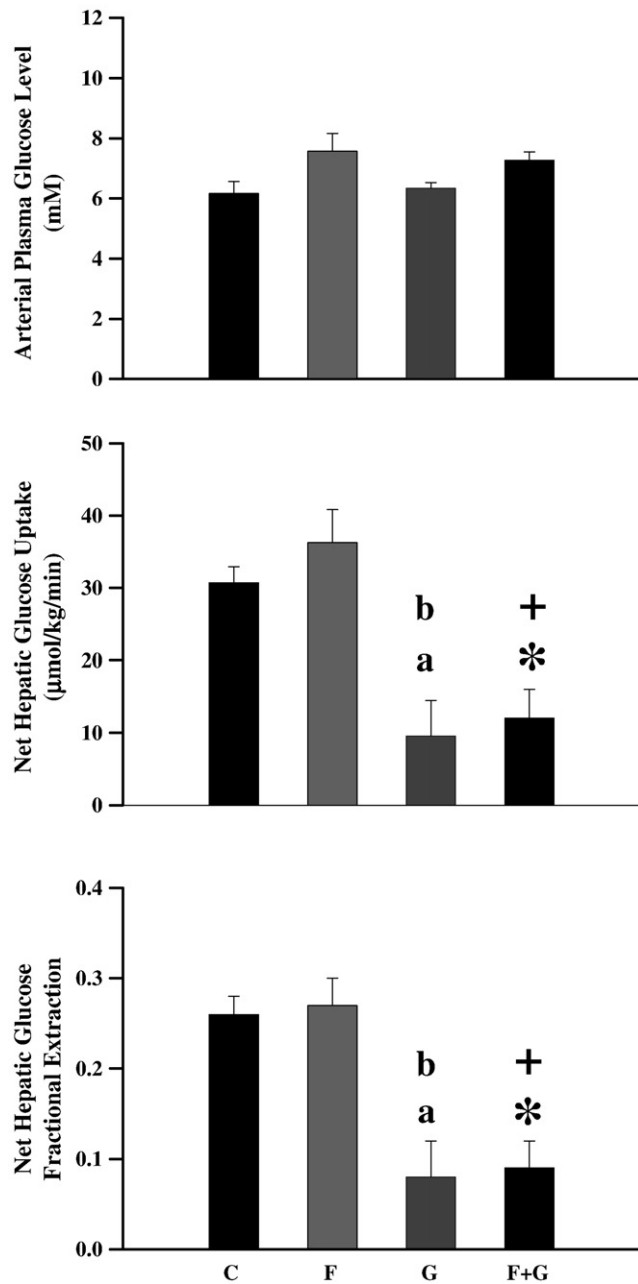 Arterial Plasma Glucose Level
(mM)
12
10
8
6
4
2
0
Net Hepatic Glucose Uptake
(μmol/kg/min)
50
40
30
20
10
0
b
a
+
*
Net Hepatic Glucose
Fractional Extraction
0.4
0.3
0.2
0.1
0.0
b
a
+
*
C F G F+G